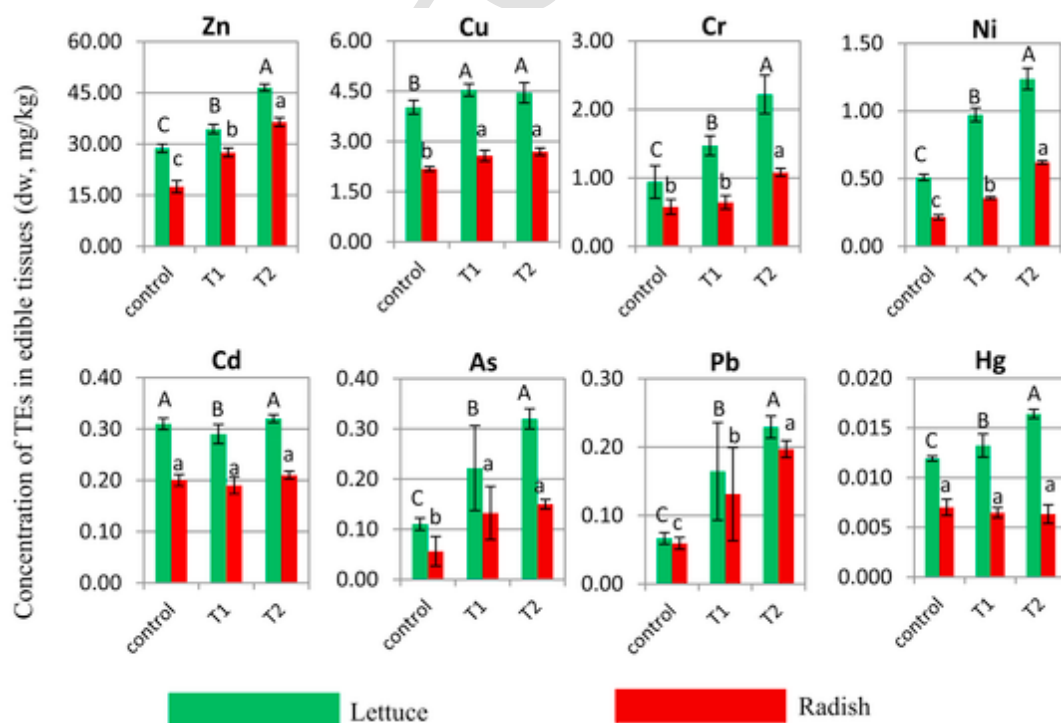 Concentration of TEs in edible tissues (dw, mg/kg)
Zn
60.00
45.00
30.00
15.00
0.00
C
c
B
b
A
a
control
T1
T2
Cu
6.00
4.50
3.00
1.50
0.00
B
b
A
a
A
a
control
T1
T2
Cr
3.00
2.00
1.00
0.00
C
b
B
b
A
a
control
T1
T2
Ni
1.50
1.00
0.50
0.00
C
c
B
b
A
a
control
T1
T2
Cd
0.40
0.30
0.20
0.10
0.00
A
a
B
a
A
a
control
T1
T2
As
0.40
0.30
0.20
0.10
0.00
C
b
B
a
A
a
control
T1
T2
Pb
0.30
0.20
0.10
0.00
C
c
B
b
A
a
control
T1
T2
Hg
0.020
0.015
0.010
0.005
0.000
C
a
B
a
A
a
control
T1
T2
Lettuce
Radish